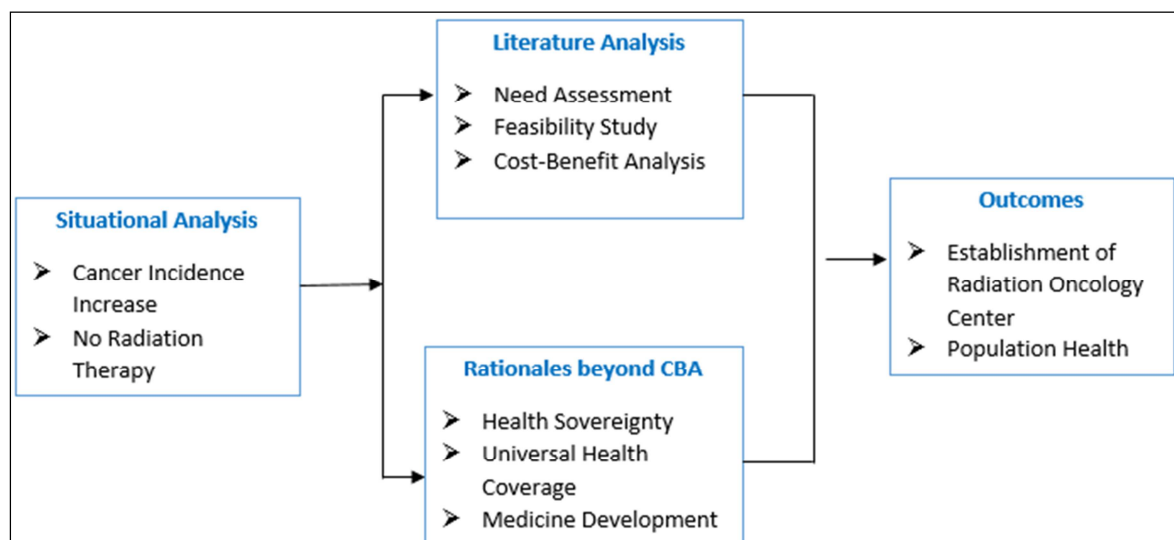 Situational Analysis
Cancer Incidence
Increase
No Radiation
Therapy
Literature Analysis
Need Assessment
Feasibility Study
Cost-Benefit Analysis
Rationales beyond CBA
Health Sovereignty
Universal Health
Coverage
Medicine Development
Outcomes
Establishment of
Radiation Oncology
Center
Population Health